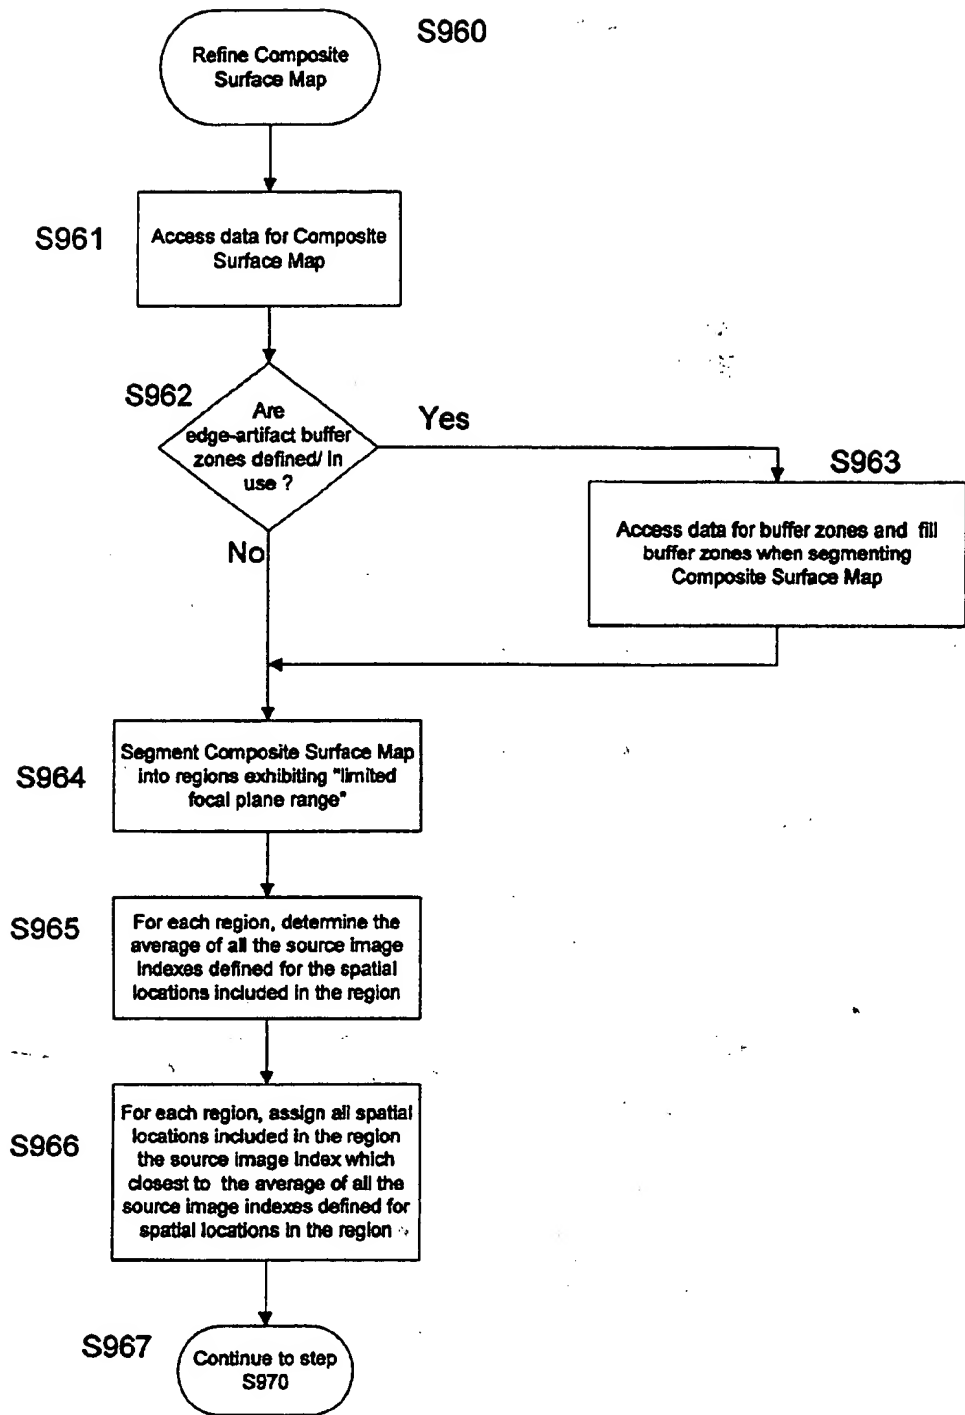 S960
Refine Composite
Surface Map
S961
Access data for Composite
Surface Map
S962
Are
edge-artifact buffer
zones defined/ in
use ?
Yes
No
S963
Access data for buffer zones and fill
buffer zones when segmenting
Composite Surface Map
S964
Segment Composite Surface Map
into regions exhibiting "limited
focal plane range"
S965
For each region, determine the
average of all the source image
indexes defined for the spatial
locations included in the region
S966
For each region, assign all spatial
locations included in the region
the source image index which
closest to the average of all the
source image indexes defined for
spatial locations in the region
S967
Continue to step
S970